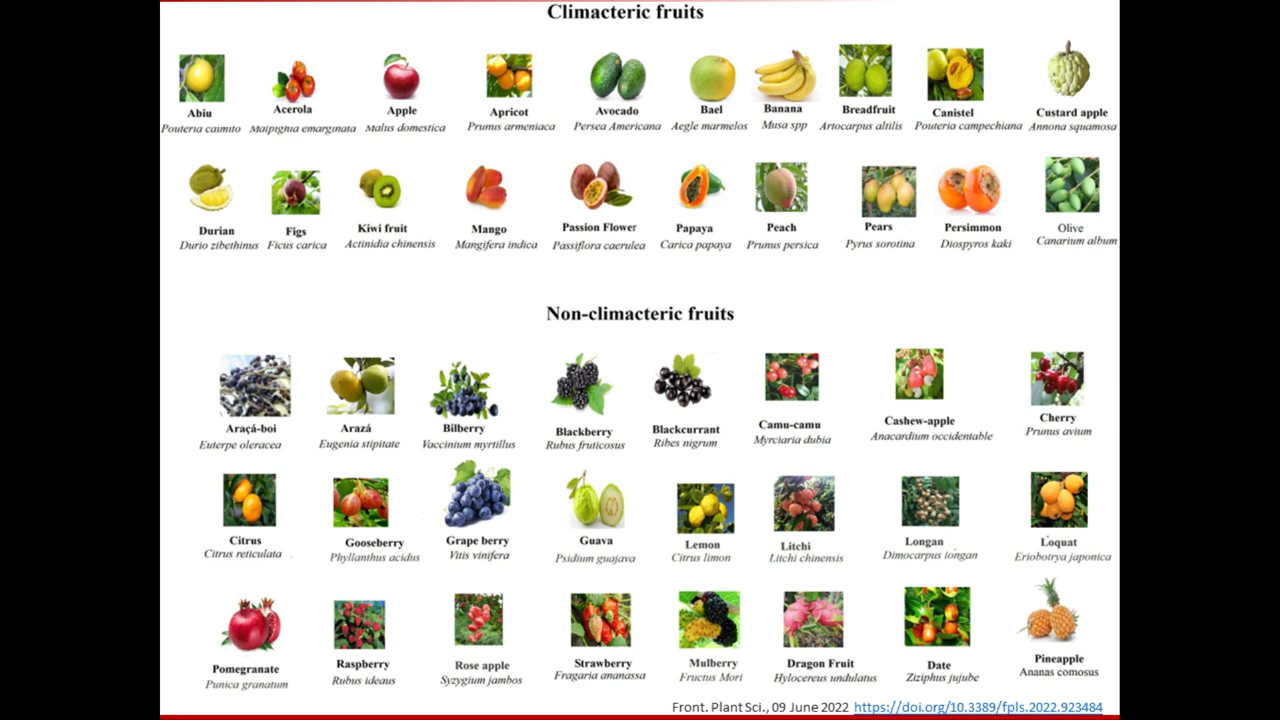 Climacteric fruits
Abiu Acerola Apple Apricot Avocado Bael Banana Breadfruit Canistel Custard apple
Pouteria caimito Malpighia emarginata Malus domestica Prunus armeniaca Persea Americana Aegle marmelos Musa spp Artocarpus altilis Pouteria campechiana Annona squamosa
Durian Figs Kiwi fruit Mango Passion Flower Papaya Peach Pears Persimmon Olive
Durio zibethinus Ficus carica Actinidia chinensis Mangifera indica Passiflora caerulea Carica papaya Prunus persica Pyrus sorotina Diospyros kaki Canarium album
Non-climacteric fruits
Araçá-boi Arazá Bilberry Blackberry Blackcurrant Camu-camu Cashew-apple Cherry
Euterpe oleracea Eugenia stipitate Vaccinium myrtillus Rubus fruticosus Ribes nigrum Myrciaria dubia Anacardium occidentable Prunus avium
Citrus Gooseberry Grape berry Guava Lemon Litchi Longan Loquat
Citrus reticulata Phyllanthus acidus Vitis vinifera Psidium guajava Citrus limon Litchi chinensis Dimocarpus longan Eriobotrya japonica
Pomegranate Raspberry Rose apple Strawberry Mulberry Dragon Fruit Date Pineapple
Punica granatum Rubus ideaus Syzygium jambos Fragaria ananassa Fructus Mori Hylocereus undulatus Ziziphus jujube Ananas comosus
Front. Plant Sci., 09 June 2022 https://doi.org/10.3389/fpls.2022.923484